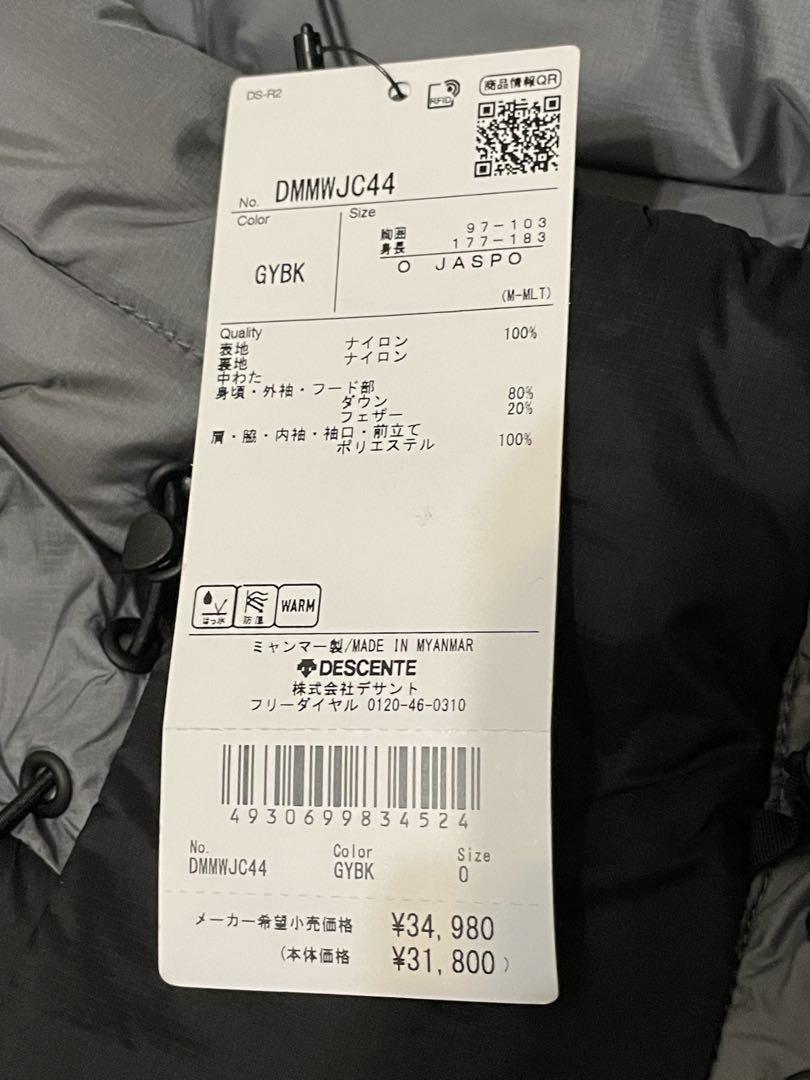 DS-R2
RFID
商品情報QR
No. DMMWJC44
Color
GYBK
Size
胸囲 97-103
身長 177-183
O JASPO
(M-MLT)
Quality
表地 ナイロン 100%
裏地 ナイロン
中わた
身頃・外袖・フード部
ダウン 80%
フェザー 20%
肩・脇・内袖・袖口・前立て
ポリエステル 100%
はっ水 防風 WARM
ミャンマー製/MADE IN MYANMAR
DESCENTE
株式会社デサント
フリーダイヤル 0120-46-0310
4930699834524
No. Color Size
DMMWJC44 GYBK O
メーカー希望小売価格 ¥34,980
(本体価格 ¥31,800)